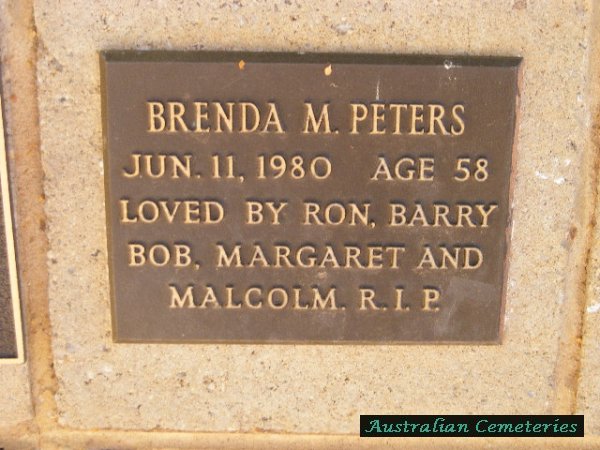 BRENDA M. PETERS
JUN. 11, 1980 AGE 58
LOVED BY RON, BARRY
BOB, MARGARET AND
MALCOLM. R.I.P.
Australian Cemeteries